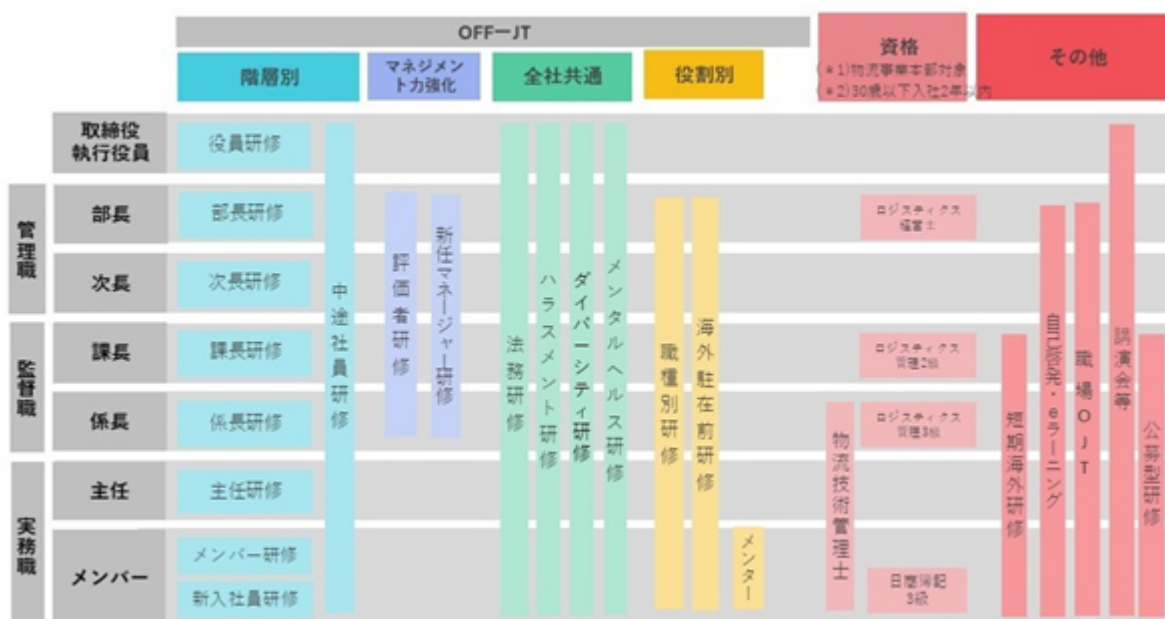 OFF－JT
階層別
マネジメン
ト力強化
全社共通
役割別
資格
(＊1)物流事業本部対象
(＊2)30歳以下入社2年以内
その他
取締役
執行役員
管理職
部長
次長
監督職
課長
係長
実務職
主任
メンバー
役員研修
部長研修
次長研修
課長研修
係長研修
主任研修
メンバー研修
新入社員研修
中途社員研修
評価者研修
新任マネージャー研修
法務研修
ハラスメント研修
ダイバーシティ研修
メンタルヘルス研修
職種別研修
海外駐在前研修
メンター
物流技術管理士
ロジスティクス
経営士
ロジスティクス
管理2級
ロジスティクス
管理3級
日商簿記
3級
短期海外研修
自己啓発・eラーニング
職場OJT
講演会等
公募型研修